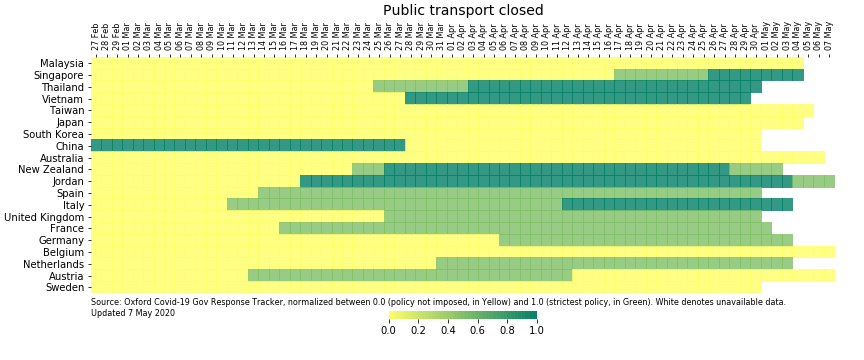 Public transport closed
27 Feb
28 Feb
29 Feb
01 Mar
02 Mar
03 Mar
04 Mar
05 Mar
06 Mar
07 Mar
08 Mar
09 Mar
10 Mar
11 Mar
12 Mar
13 Mar
14 Mar
15 Mar
16 Mar
17 Mar
18 Mar
19 Mar
20 Mar
21 Mar
22 Mar
23 Mar
24 Mar
25 Mar
26 Mar
27 Mar
28 Mar
29 Mar
30 Mar
31 Mar
01 Apr
02 Apr
03 Apr
04 Apr
05 Apr
06 Apr
07 Apr
08 Apr
09 Apr
10 Apr
11 Apr
12 Apr
13 Apr
14 Apr
15 Apr
16 Apr
17 Apr
18 Apr
19 Apr
20 Apr
21 Apr
22 Apr
23 Apr
24 Apr
25 Apr
26 Apr
27 Apr
28 Apr
29 Apr
30 Apr
01 May
02 May
03 May
04 May
05 May
06 May
07 May
Malaysia
Singapore
Thailand
Vietnam
Taiwan
Japan
South Korea
China
Australia
New Zealand
Jordan
Spain
Italy
United Kingdom
France
Germany
Belgium
Netherlands
Austria
Sweden
Source: Oxford Covid-19 Gov Response Tracker, normalized between 0.0 (policy not imposed, in Yellow) and 1.0 (strictest policy, in Green). White denotes unavailable data.
Updated 7 May 2020
0.0 0.2 0.4 0.6 0.8 1.0